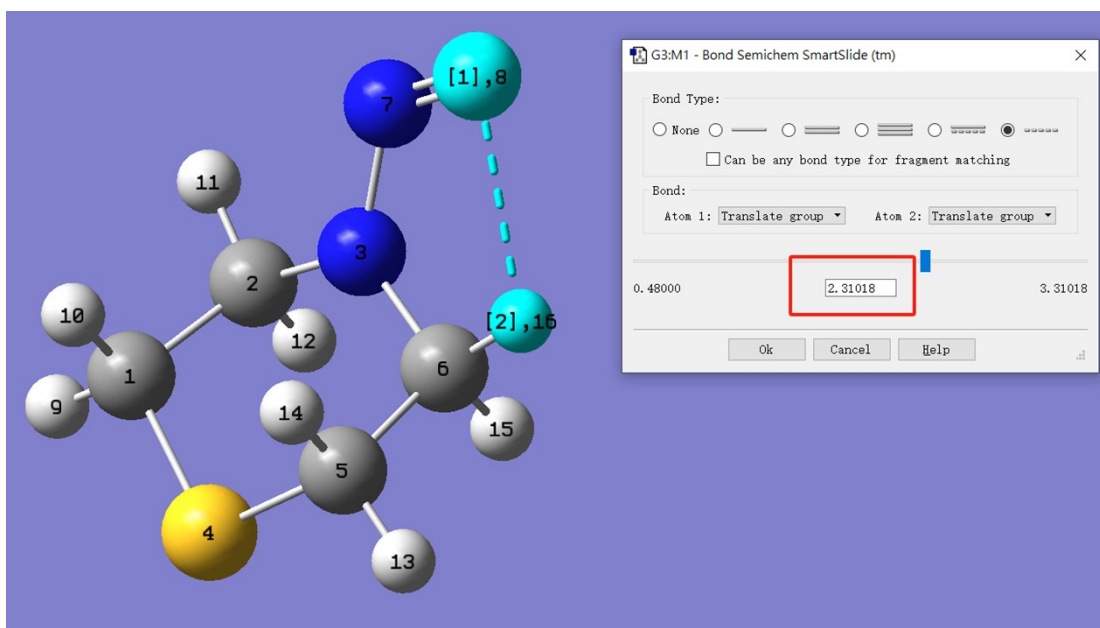 G3:M1 - Bond Semichem SmartSlide (tm)
Bond Type:
None
Can be any bond type for fragment matching
Bond:
Atom 1: Translate group Atom 2: Translate group
0.48000 2.31018 3.31018
Ok Cancel Help
[1],8
7
11
3
2
10
[2],16
12
1
6
9
14
15
5
4
13